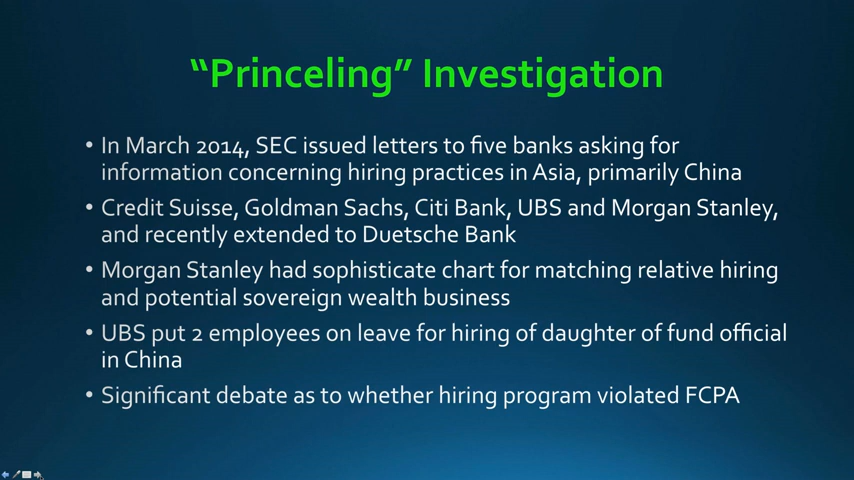 “Princeling” Investigation
• In March 2014, SEC issued letters to five banks asking for
information concerning hiring practices in Asia, primarily China
• Credit Suisse, Goldman Sachs, Citi Bank, UBS and Morgan Stanley,
and recently extended to Duetsche Bank
• Morgan Stanley had sophisticate chart for matching relative hiring
and potential sovereign wealth business
• UBS put 2 employees on leave for hiring of daughter of fund official
in China
• Significant debate as to whether hiring program violated FCPA